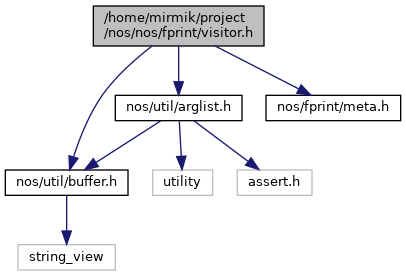 /home/mirmik/project
/nos/nos/fprint/visitor.h
nos/util/arglist.h
nos/fprint/meta.h
nos/util/buffer.h
utility
assert.h
string_view